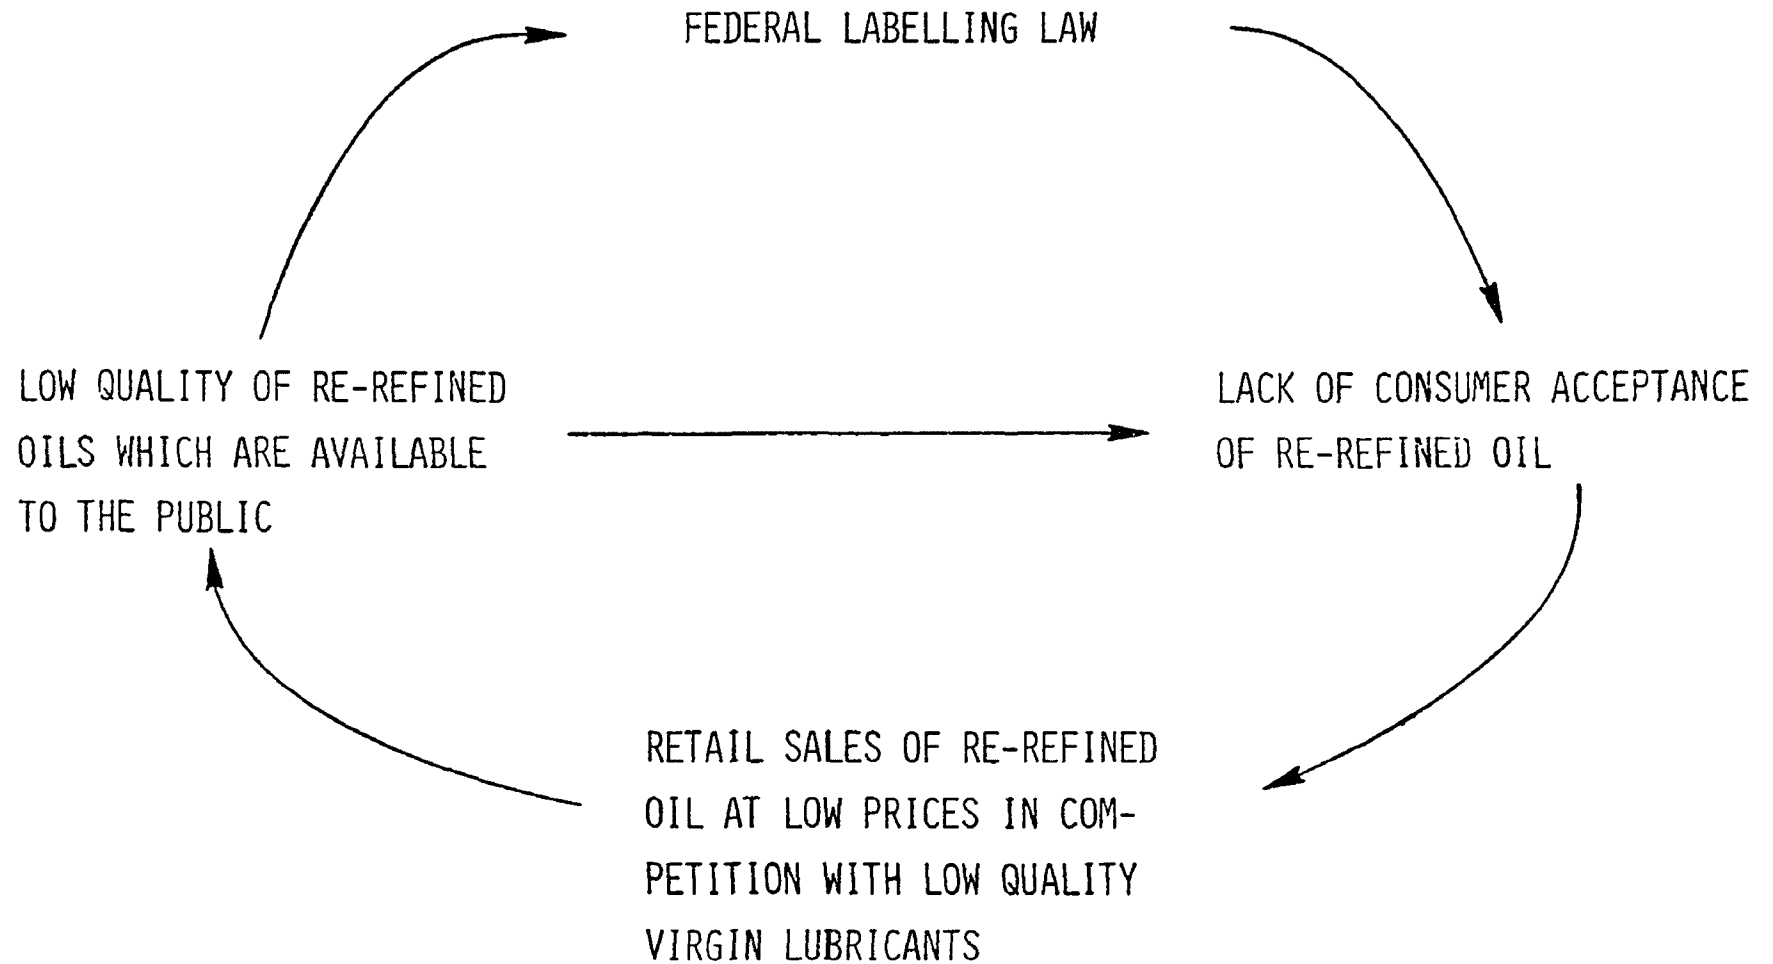 FEDERAL LABELLING LAW
LOW QUALITY OF RE-REFINED
OILS WHICH ARE AVAILABLE
TO THE PUBLIC
LACK OF CONSUMER ACCEPTANCE
OF RE-REFINED OIL
RETAIL SALES OF RE-REFINED
OIL AT LOW PRICES IN COM-
PETITION WITH LOW QUALITY
VIRGIN LUBRICANTS